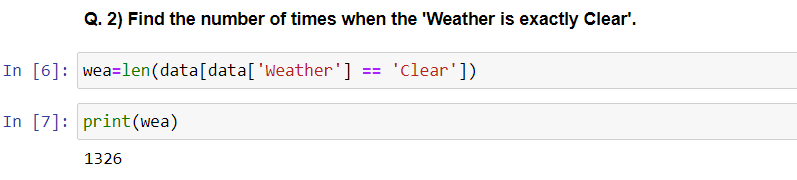 Q. 2) Find the number of times when the 'Weather is exactly Clear'.
In [6]: wea=len(data[data['Weather'] == 'Clear'])
In [7]: print(wea)
1326